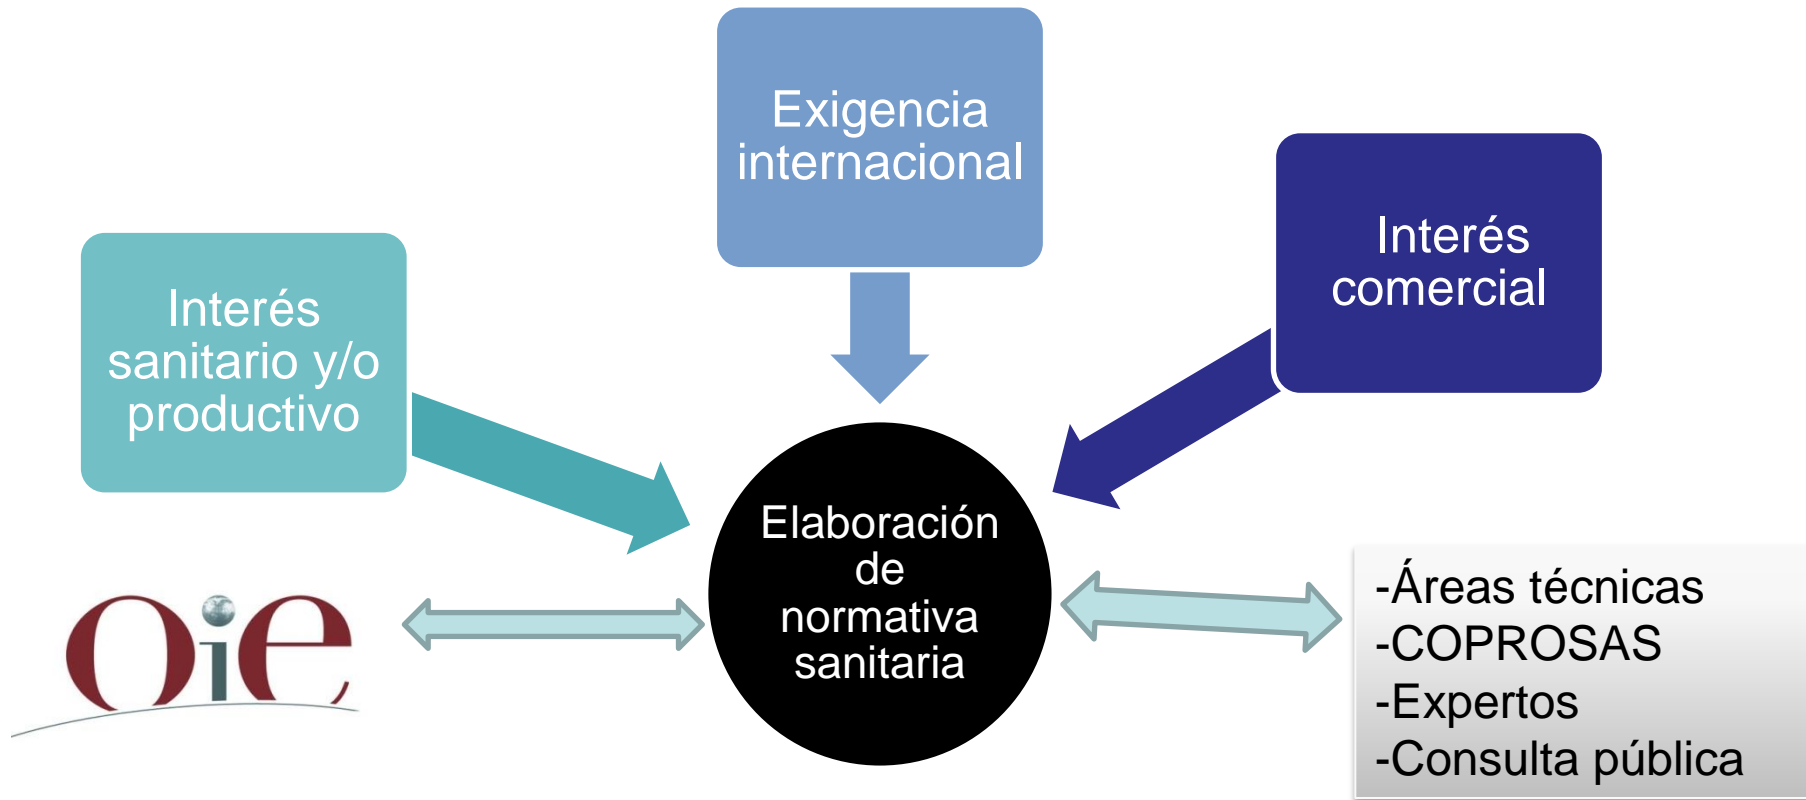 Exigencia
internacional
Interés
comercial
Interés
sanitario y/o
productivo
Elaboración
de
normativa
sanitaria
oie
-Áreas técnicas
-COPROSAS
-Expertos
-Consulta pública